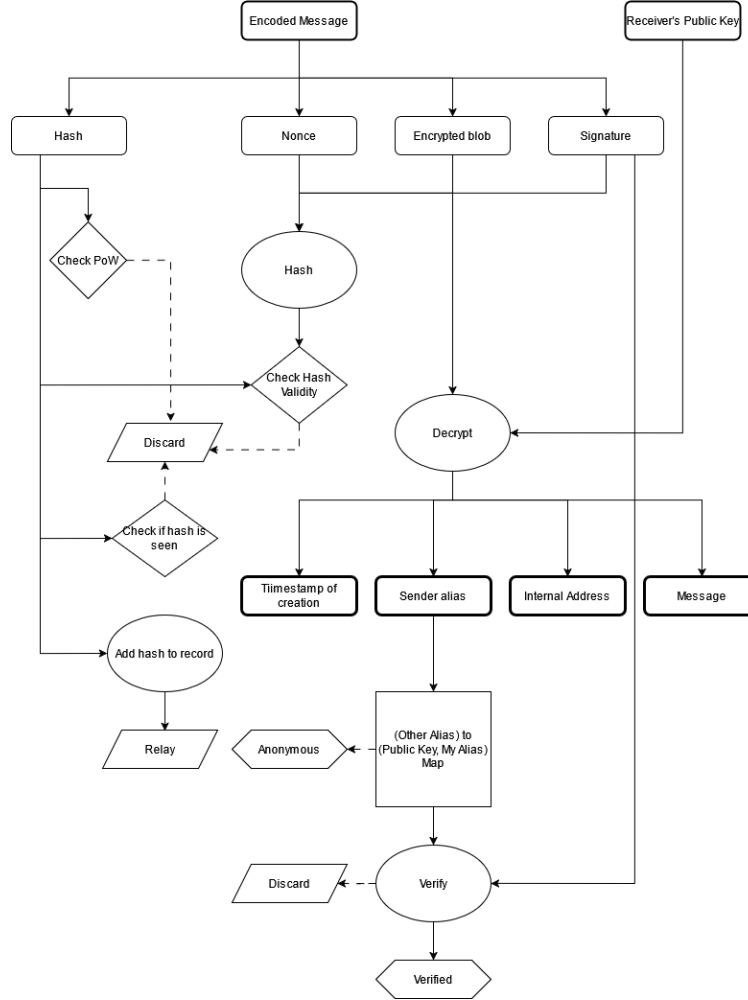 Encoded Message
Receiver's Public Key
Hash
Nonce
Encrypted blob
Signature
Check PoW
Hash
Check Hash
Validity
Discard
Decrypt
Check if hash is
seen
Tiimestamp of
creation
Sender alias
Internal Address
Message
Add hash to record
Relay
Anonymous
(Other Alias) to
(Public Key, My Alias)
Map
Discard
Verify
Verified